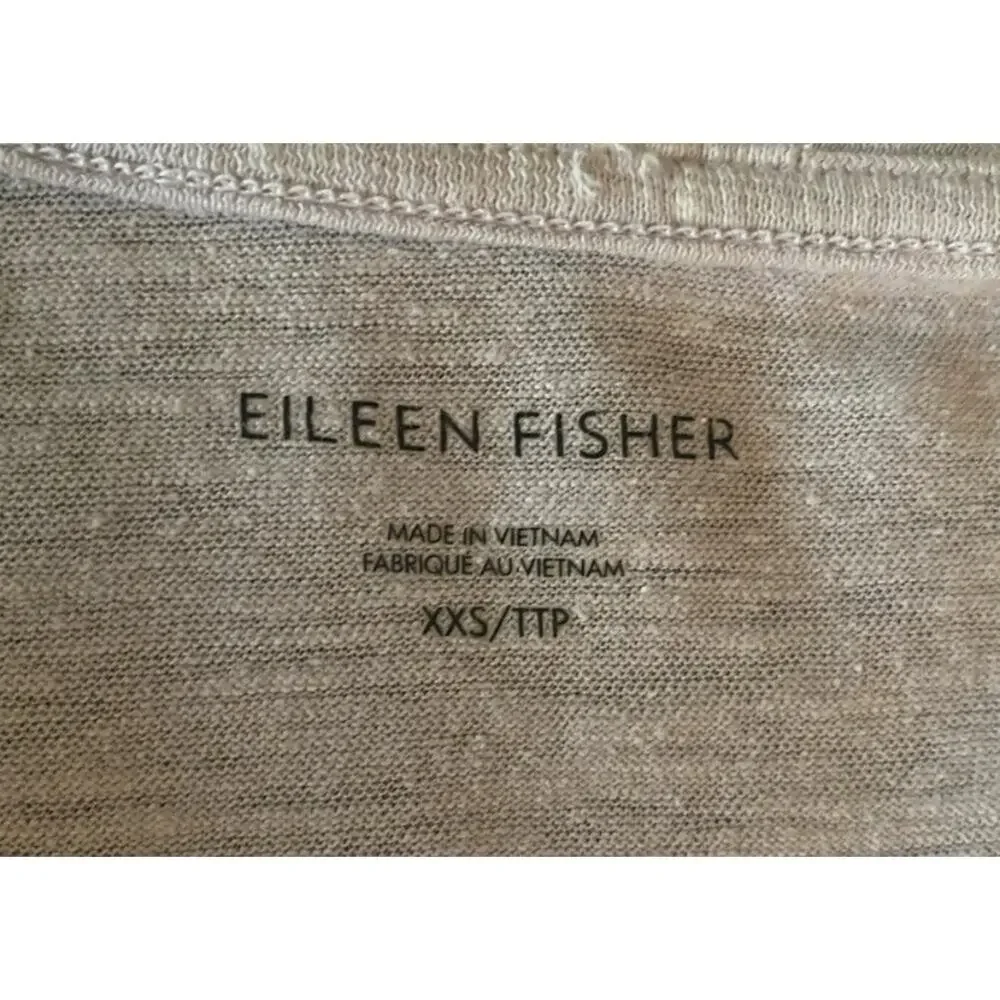 EILEEN FISHER
MADE IN VIETNAM
FABRIQUÉ AU VIETNAM
XXS/TTP